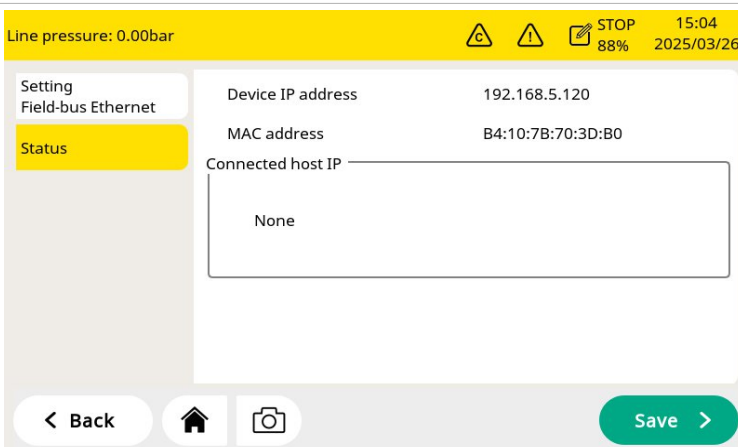 Line pressure: 0.00bar
C
!
STOP
88%
15:04
2025/03/26
Setting
Field-bus Ethernet
Status
Device IP address 192.168.5.120
MAC address B4:10:7B:70:3D:B0
Connected host IP
None
< Back
Save >